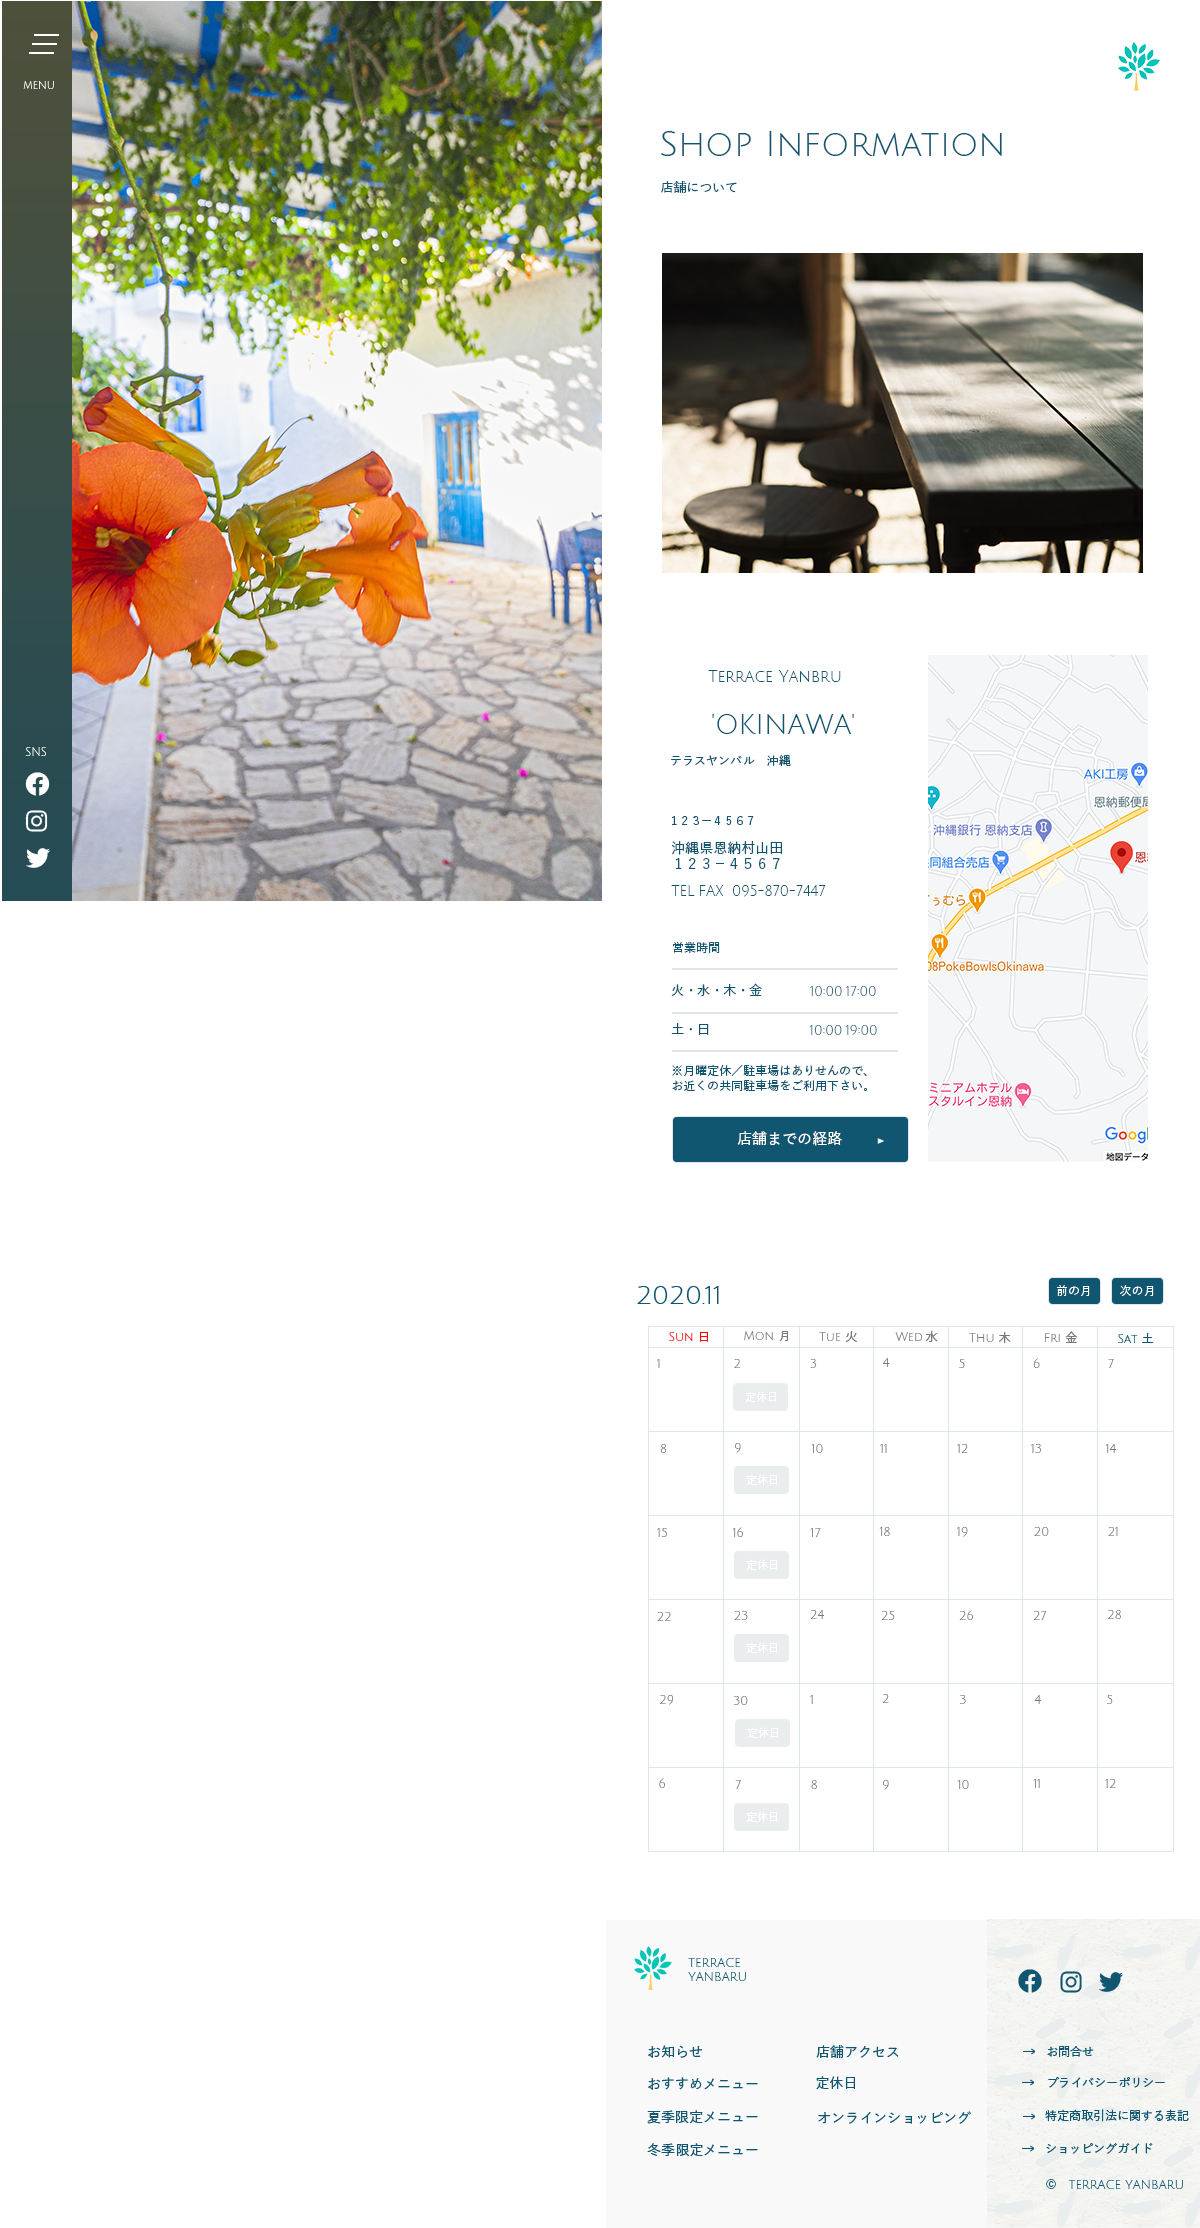 MENU
SHOP INFORMATION
店舗について
TERRACE YANBRU
'OKINAWA'
テラスヤンバル　沖縄
１２３－４５６７
沖縄県恩納村山田
１２３－４５６７
TEL FAX 095-870-7447
営業時間
火・水・木・金 10:00 17:00
土・日 10:00 19:00
※月曜定休／駐車場はありせんので、
お近くの共同駐車場をご利用下さい。
店舗までの経路 ►
AKI工房
恩納郵便局
沖縄銀行 恩納支店
同組合売店
恩
うむら
08PokeBowlsOkinawa
ミニアムホテル
スタルイン恩納
Googl
地図データ
SNS
2020.11
前の月 次の月
SUN 日 MON 月 TUE 火 WED 水 THU 木 FRI 金 SAT 土
1 2 3 4 5 6 7
定休日
8 9 10 11 12 13 14
定休日
15 16 17 18 19 20 21
定休日
22 23 24 25 26 27 28
定休日
29 30 1 2 3 4 5
定休日
6 7 8 9 10 11 12
定休日
TERRACE
YANBARU
お知らせ
おすすめメニュー
夏季限定メニュー
冬季限定メニュー
店舗アクセス
定休日
オンラインショッピング
→ お問合せ
→ プライバシーポリシー
→ 特定商取引法に関する表記
→ ショッピングガイド
© TERRACE YANBARU